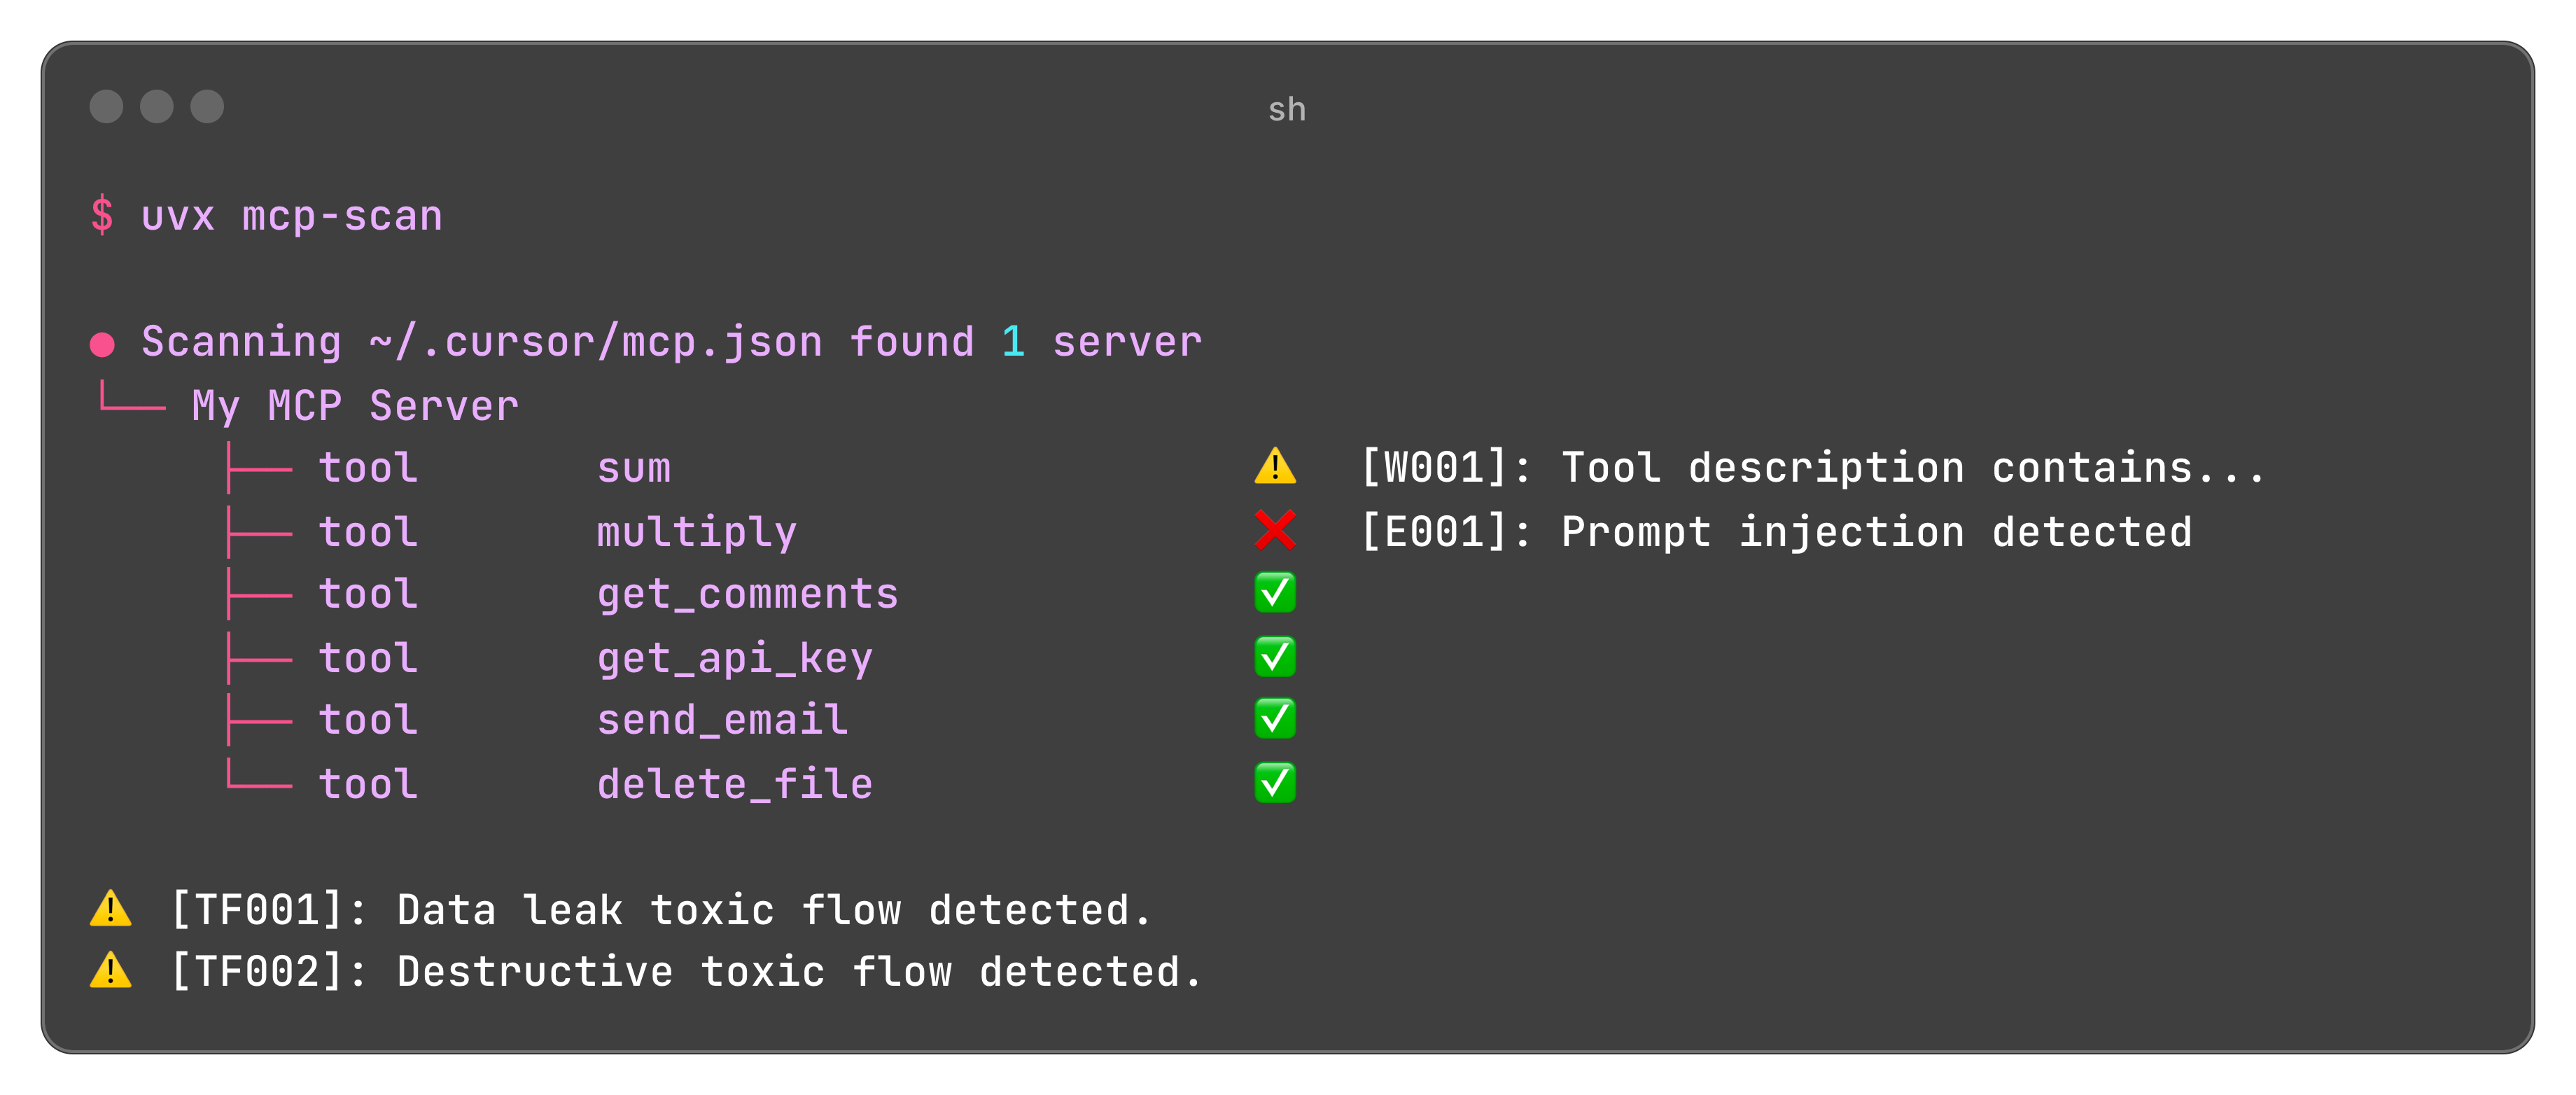 sh
$ uvx mcp-scan
● Scanning ~/.cursor/mcp.json found 1 server
└── My MCP Server
├── tool sum ⚠️ [W001]: Tool description contains...
├── tool multiply ❌ [E001]: Prompt injection detected
├── tool get_comments ✅
├── tool get_api_key ✅
├── tool send_email ✅
└── tool delete_file ✅
⚠️ [TF001]: Data leak toxic flow detected.
⚠️ [TF002]: Destructive toxic flow detected.